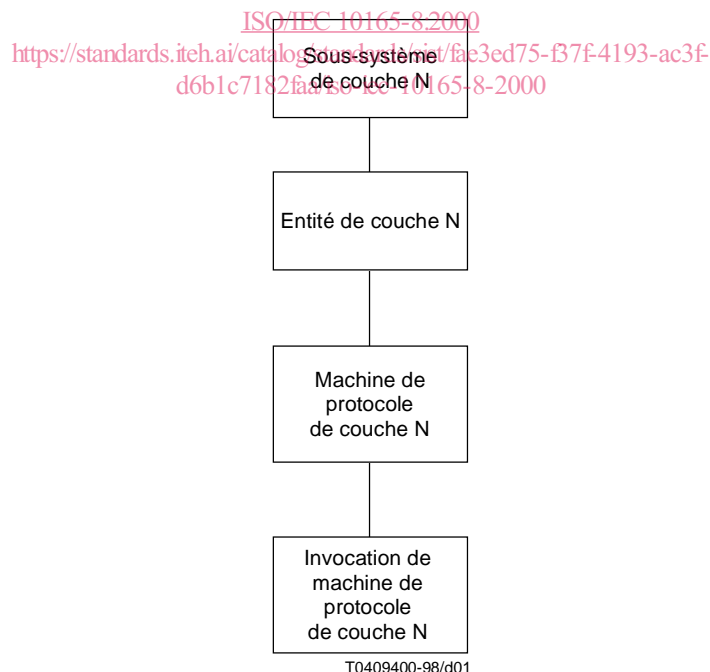 ISO/IEC 10165-8:2000
https://standards.iteh.ai/catalog/standards/sist/fae3ed75-f37f-4193-ac3f-
d6b1c7182faa/iso-iec-10165-8-2000
Sous-système
de couche N
Entité de couche N
Machine de
protocole
de couche N
Invocation de
machine de
protocole
de couche N
T0409400-98/d01